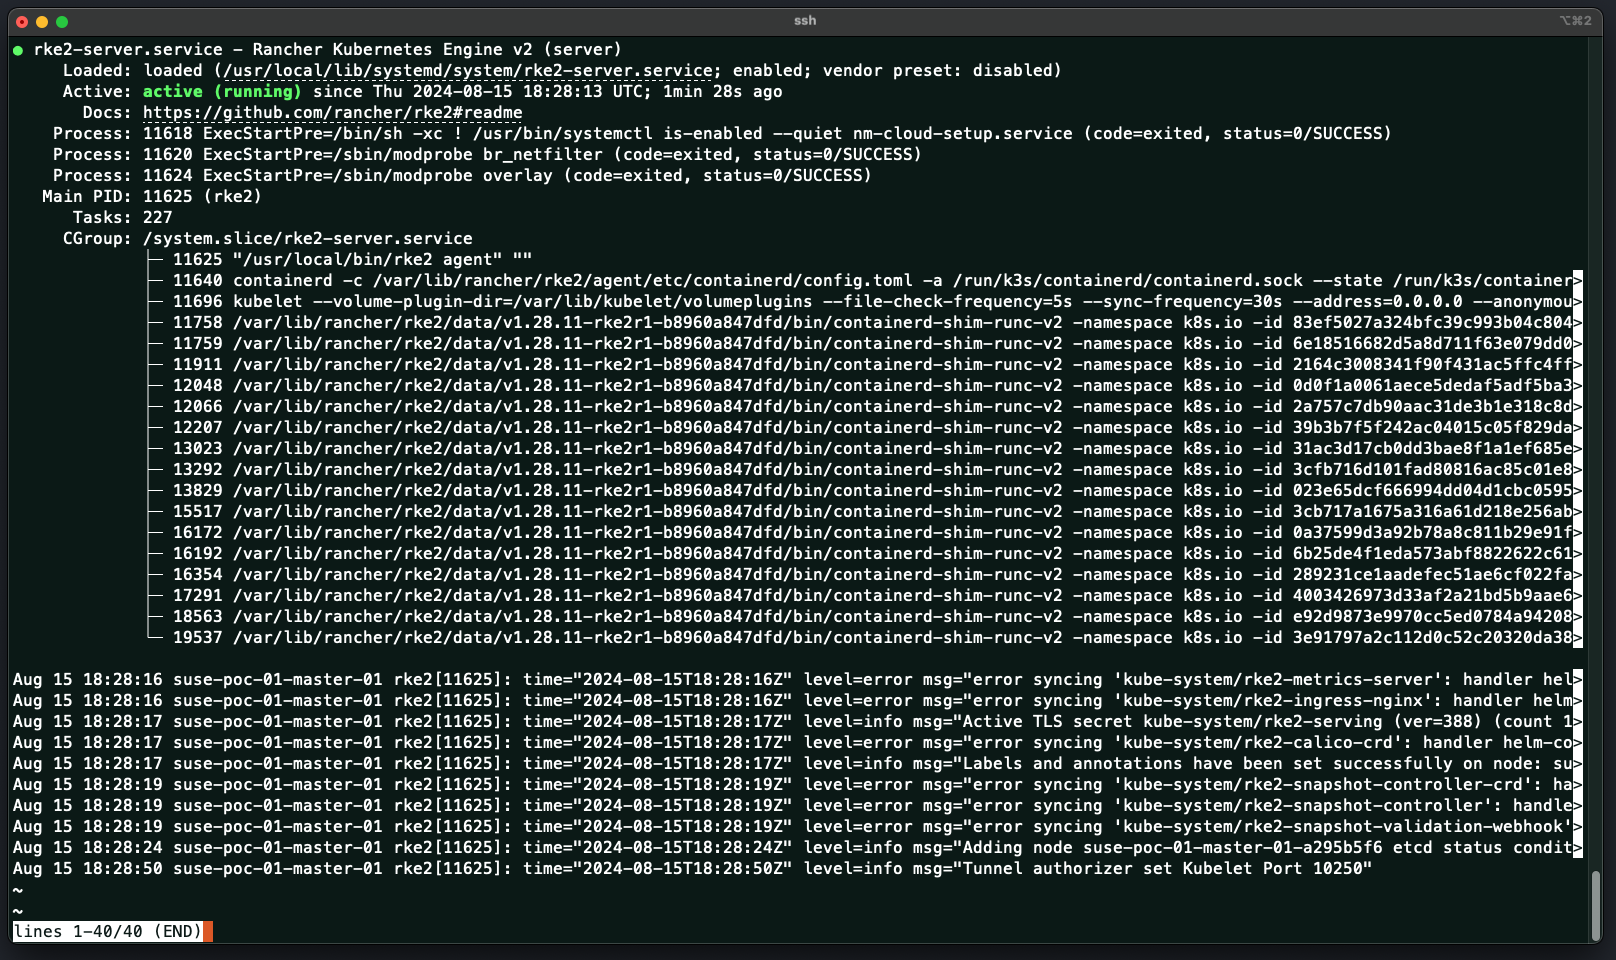 ssh
⌥⌘2
● rke2-server.service – Rancher Kubernetes Engine v2 (server)
Loaded: loaded (/usr/local/lib/systemd/system/rke2-server.service; enabled; vendor preset: disabled)
Active: active (running) since Thu 2024-08-15 18:28:13 UTC; 1min 28s ago
Docs: https://github.com/rancher/rke2#readme
Process: 11618 ExecStartPre=/bin/sh -xc ! /usr/bin/systemctl is-enabled --quiet nm-cloud-setup.service (code=exited, status=0/SUCCESS)
Process: 11620 ExecStartPre=/sbin/modprobe br_netfilter (code=exited, status=0/SUCCESS)
Process: 11624 ExecStartPre=/sbin/modprobe overlay (code=exited, status=0/SUCCESS)
Main PID: 11625 (rke2)
Tasks: 227
CGroup: /system.slice/rke2-server.service
├─ 11625 "/usr/local/bin/rke2 agent" ""
├─ 11640 containerd -c /var/lib/rancher/rke2/agent/etc/containerd/config.toml -a /run/k3s/containerd/containerd.sock --state /run/k3s/container>
├─ 11696 kubelet --volume-plugin-dir=/var/lib/kubelet/volumeplugins --file-check-frequency=5s --sync-frequency=30s --address=0.0.0.0 --anonymou>
├─ 11758 /var/lib/rancher/rke2/data/v1.28.11-rke2r1-b8960a847dfd/bin/containerd-shim-runc-v2 -namespace k8s.io -id 83ef5027a324bfc39c993b04c804>
├─ 11759 /var/lib/rancher/rke2/data/v1.28.11-rke2r1-b8960a847dfd/bin/containerd-shim-runc-v2 -namespace k8s.io -id 6e18516682d5a8d711f63e079dd0>
├─ 11911 /var/lib/rancher/rke2/data/v1.28.11-rke2r1-b8960a847dfd/bin/containerd-shim-runc-v2 -namespace k8s.io -id 2164c3008341f90f431ac5ffc4ff>
├─ 12048 /var/lib/rancher/rke2/data/v1.28.11-rke2r1-b8960a847dfd/bin/containerd-shim-runc-v2 -namespace k8s.io -id 0d0f1a0061aece5dedaf5adf5ba3>
├─ 12066 /var/lib/rancher/rke2/data/v1.28.11-rke2r1-b8960a847dfd/bin/containerd-shim-runc-v2 -namespace k8s.io -id 2a757c7db90aac31de3b1e318c8d>
├─ 12207 /var/lib/rancher/rke2/data/v1.28.11-rke2r1-b8960a847dfd/bin/containerd-shim-runc-v2 -namespace k8s.io -id 39b3b7f5f242ac04015c05f829da>
├─ 13023 /var/lib/rancher/rke2/data/v1.28.11-rke2r1-b8960a847dfd/bin/containerd-shim-runc-v2 -namespace k8s.io -id 31ac3d17cb0dd3bae8f1a1ef685e>
├─ 13292 /var/lib/rancher/rke2/data/v1.28.11-rke2r1-b8960a847dfd/bin/containerd-shim-runc-v2 -namespace k8s.io -id 3cfb716d101fad80816ac85c01e8>
├─ 13829 /var/lib/rancher/rke2/data/v1.28.11-rke2r1-b8960a847dfd/bin/containerd-shim-runc-v2 -namespace k8s.io -id 023e65dcf666994dd04d1cbc0595>
├─ 15517 /var/lib/rancher/rke2/data/v1.28.11-rke2r1-b8960a847dfd/bin/containerd-shim-runc-v2 -namespace k8s.io -id 3cb717a1675a316a61d218e256ab>
├─ 16172 /var/lib/rancher/rke2/data/v1.28.11-rke2r1-b8960a847dfd/bin/containerd-shim-runc-v2 -namespace k8s.io -id 0a37599d3a92b78a8c811b29e91f>
├─ 16192 /var/lib/rancher/rke2/data/v1.28.11-rke2r1-b8960a847dfd/bin/containerd-shim-runc-v2 -namespace k8s.io -id 6b25de4f1eda573abf8822622c61>
├─ 16354 /var/lib/rancher/rke2/data/v1.28.11-rke2r1-b8960a847dfd/bin/containerd-shim-runc-v2 -namespace k8s.io -id 289231ce1aadefec51ae6cf022fa>
├─ 17291 /var/lib/rancher/rke2/data/v1.28.11-rke2r1-b8960a847dfd/bin/containerd-shim-runc-v2 -namespace k8s.io -id 4003426973d33af2a21bd5b9aae6>
├─ 18563 /var/lib/rancher/rke2/data/v1.28.11-rke2r1-b8960a847dfd/bin/containerd-shim-runc-v2 -namespace k8s.io -id e92d9873e9970cc5ed0784a94208>
└─ 19537 /var/lib/rancher/rke2/data/v1.28.11-rke2r1-b8960a847dfd/bin/containerd-shim-runc-v2 -namespace k8s.io -id 3e91797a2c112d0c52c20320da38>
Aug 15 18:28:16 suse-poc-01-master-01 rke2[11625]: time="2024-08-15T18:28:16Z" level=error msg="error syncing 'kube-system/rke2-metrics-server': handler hel>
Aug 15 18:28:16 suse-poc-01-master-01 rke2[11625]: time="2024-08-15T18:28:16Z" level=error msg="error syncing 'kube-system/rke2-ingress-nginx': handler helm>
Aug 15 18:28:17 suse-poc-01-master-01 rke2[11625]: time="2024-08-15T18:28:17Z" level=info msg="Active TLS secret kube-system/rke2-serving (ver=388) (count 1>
Aug 15 18:28:17 suse-poc-01-master-01 rke2[11625]: time="2024-08-15T18:28:17Z" level=error msg="error syncing 'kube-system/rke2-calico-crd': handler helm-co>
Aug 15 18:28:17 suse-poc-01-master-01 rke2[11625]: time="2024-08-15T18:28:17Z" level=info msg="Labels and annotations have been set successfully on node: su>
Aug 15 18:28:19 suse-poc-01-master-01 rke2[11625]: time="2024-08-15T18:28:19Z" level=error msg="error syncing 'kube-system/rke2-snapshot-controller-crd': ha>
Aug 15 18:28:19 suse-poc-01-master-01 rke2[11625]: time="2024-08-15T18:28:19Z" level=error msg="error syncing 'kube-system/rke2-snapshot-controller': handle>
Aug 15 18:28:19 suse-poc-01-master-01 rke2[11625]: time="2024-08-15T18:28:19Z" level=error msg="error syncing 'kube-system/rke2-snapshot-validation-webhook'>
Aug 15 18:28:24 suse-poc-01-master-01 rke2[11625]: time="2024-08-15T18:28:24Z" level=info msg="Adding node suse-poc-01-master-01-a295b5f6 etcd status condit>
Aug 15 18:28:50 suse-poc-01-master-01 rke2[11625]: time="2024-08-15T18:28:50Z" level=info msg="Tunnel authorizer set Kubelet Port 10250"
~
~
lines 1-40/40 (END)